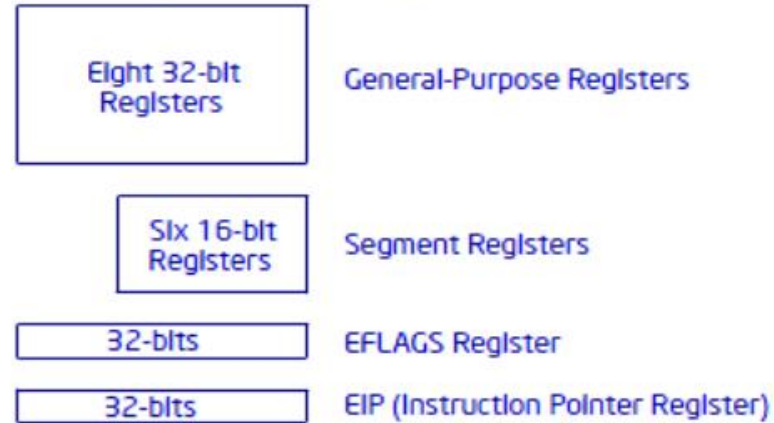 Eight 32-bit
Registers
General-Purpose Registers
Six 16-bit
Registers
Segment Registers
32-bits
EFLAGS Register
32-bits
EIP (Instruction Pointer Register)